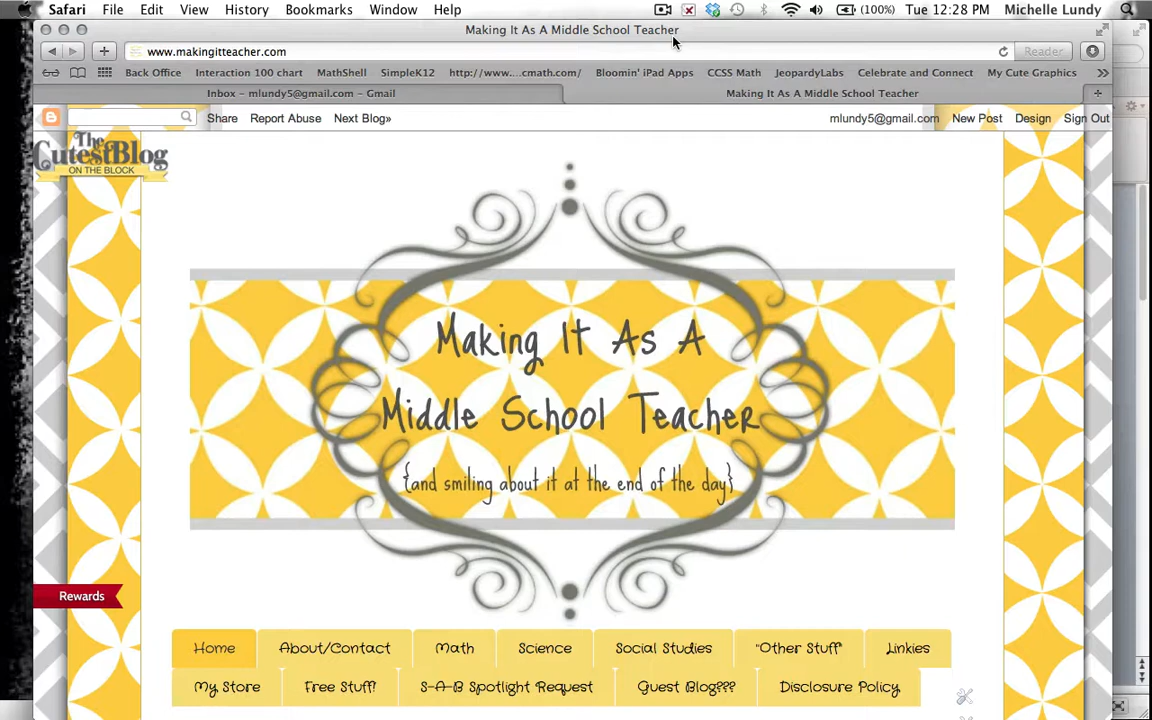 Safari File Edit View History Bookmarks Window Help (100%) Tue 12:28 PM Michelle Lundy
Making It As A Middle School Teacher
www.makingitteacher.com Reader
Back Office Interaction 100 chart MathShell SimpleK12 http://www....cmath.com/ Bloomin' iPad Apps CCSS Math JeopardyLabs Celebrate and Connect My Cute Graphics
Inbox – mlundy5@gmail.com – Gmail Making It As A Middle School Teacher
Share Report Abuse Next Blog» mlundy5@gmail.com New Post Design Sign Out
The
CutestBlog
ON THE BLOCK
Making It As A
Middle School Teacher
{and smiling about it at the end of the day}
Rewards
Home About/Contact Math Science Social Studies "Other Stuff" Linkies
My Store Free Stuff! S-A-B Spotlight Request Guest Blog??? Disclosure Policy